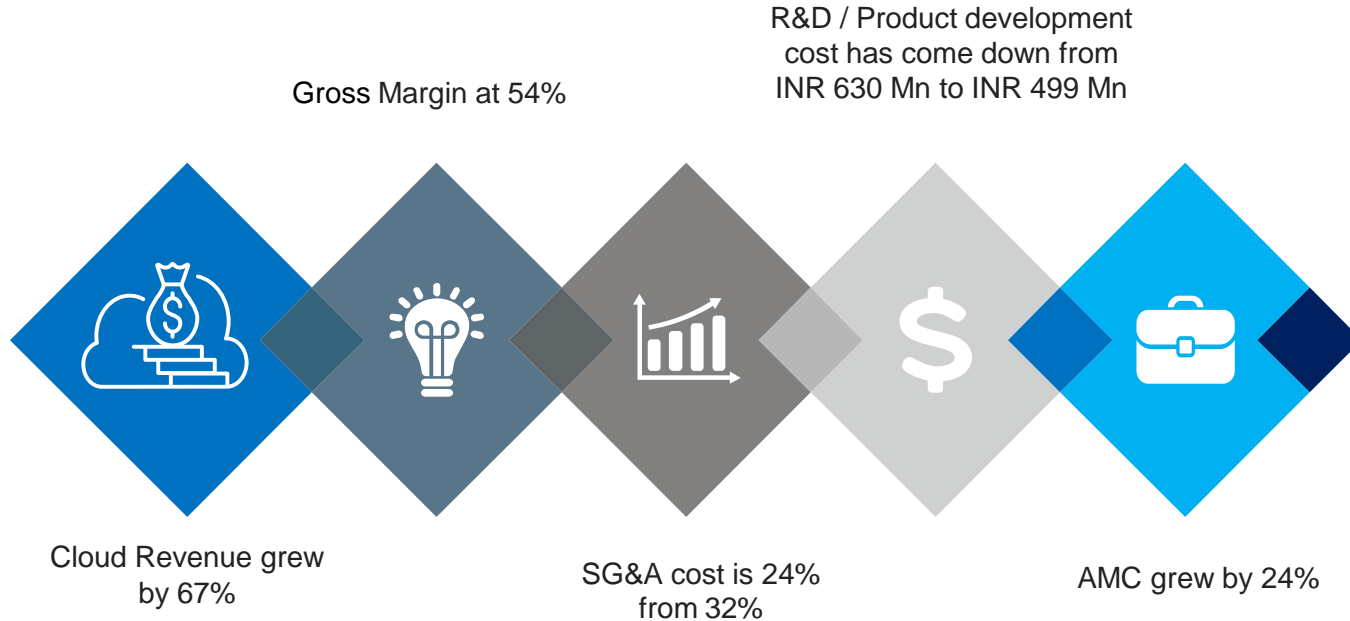 R&D / Product development
cost has come down from
INR 630 Mn to INR 499 Mn
Gross Margin at 54%
$
$
Cloud Revenue grew
by 67%
SG&A cost is 24%
from 32%
AMC grew by 24%